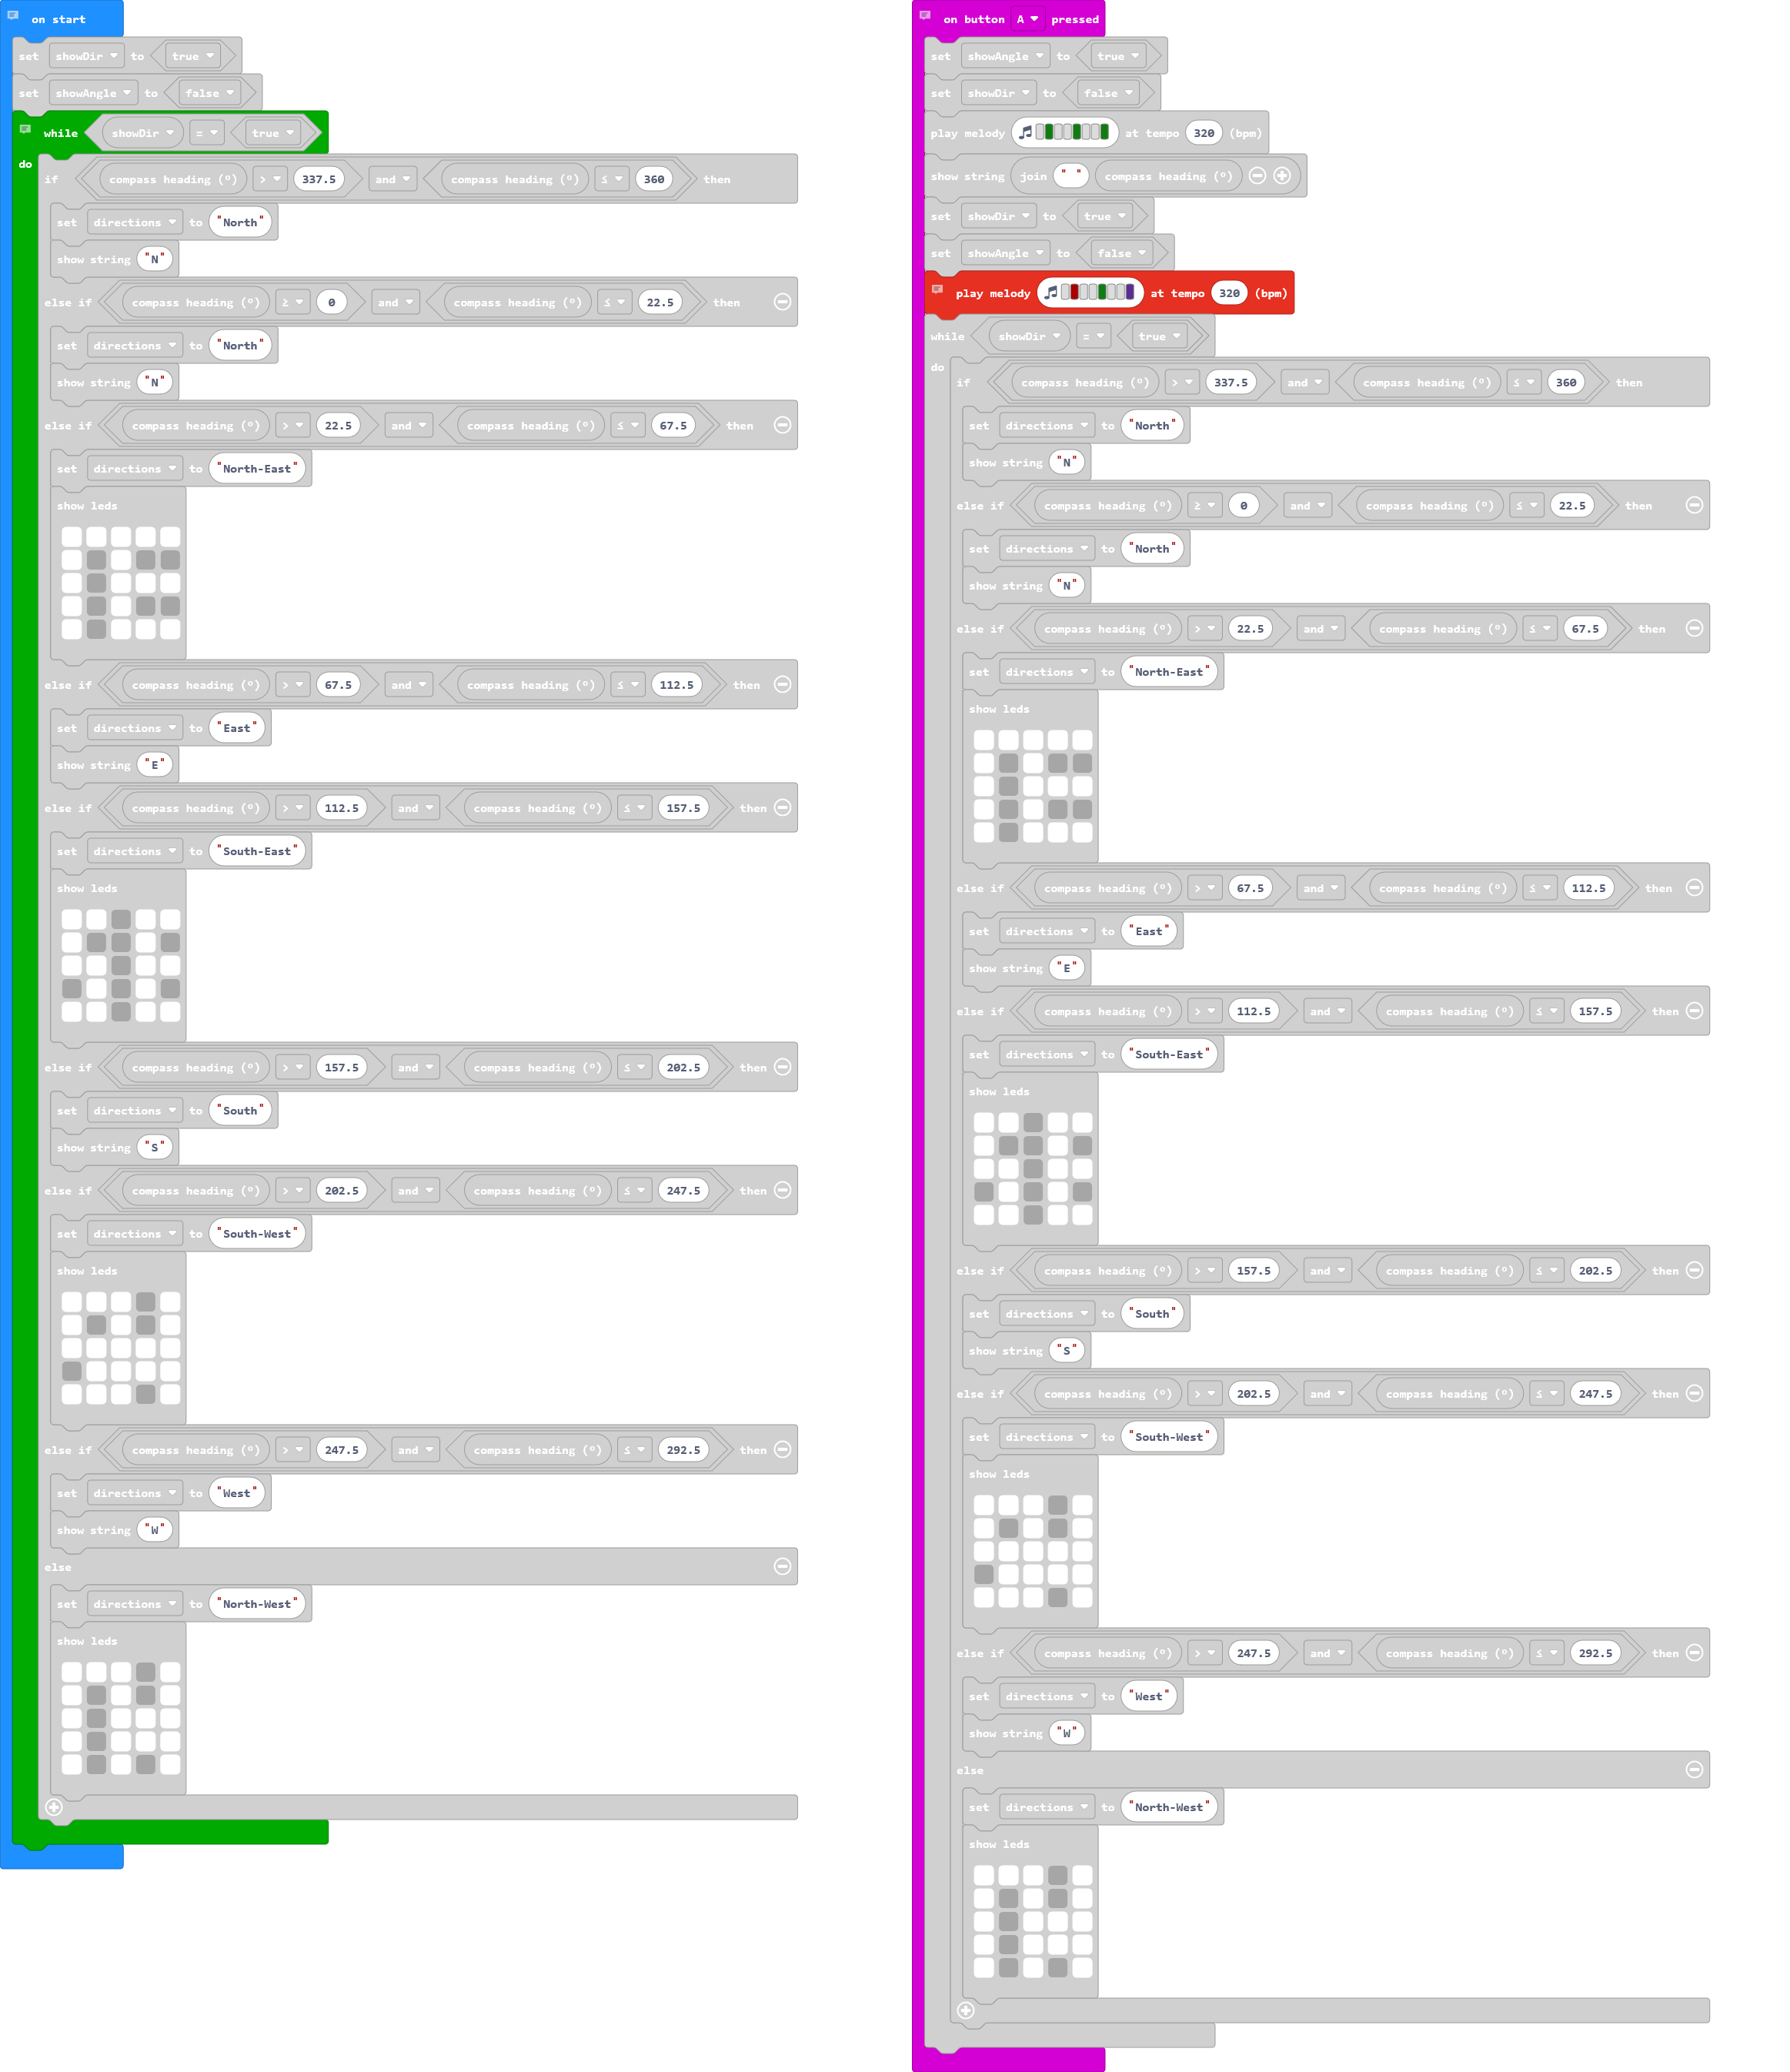 on start
set showDir to true
set showAngle to false
while showDir = true
do
if compass heading (º) > 337.5 and compass heading (º) ≤ 360 then
set directions to "North"
show string "N"
else if compass heading (º) ≥ 0 and compass heading (º) ≤ 22.5 then
set directions to "North"
show string "N"
else if compass heading (º) > 22.5 and compass heading (º) ≤ 67.5 then
set directions to "North-East"
show leds
else if compass heading (º) > 67.5 and compass heading (º) ≤ 112.5 then
set directions to "East"
show string "E"
else if compass heading (º) > 112.5 and compass heading (º) ≤ 157.5 then
set directions to "South-East"
show leds
else if compass heading (º) > 157.5 and compass heading (º) ≤ 202.5 then
set directions to "South"
show string "S"
else if compass heading (º) > 202.5 and compass heading (º) ≤ 247.5 then
set directions to "South-West"
show leds
else if compass heading (º) > 247.5 and compass heading (º) ≤ 292.5 then
set directions to "West"
show string "W"
else
set directions to "North-West"
show leds
on button A pressed
set showAngle to true
set showDir to false
play melody at tempo 320 (bpm)
show string join " " compass heading (º)
set showDir to true
set showAngle to false
play melody at tempo 320 (bpm)
while showDir = true
do
if compass heading (º) > 337.5 and compass heading (º) ≤ 360 then
set directions to "North"
show string "N"
else if compass heading (º) ≥ 0 and compass heading (º) ≤ 22.5 then
set directions to "North"
show string "N"
else if compass heading (º) > 22.5 and compass heading (º) ≤ 67.5 then
set directions to "North-East"
show leds
else if compass heading (º) > 67.5 and compass heading (º) ≤ 112.5 then
set directions to "East"
show string "E"
else if compass heading (º) > 112.5 and compass heading (º) ≤ 157.5 then
set directions to "South-East"
show leds
else if compass heading (º) > 157.5 and compass heading (º) ≤ 202.5 then
set directions to "South"
show string "S"
else if compass heading (º) > 202.5 and compass heading (º) ≤ 247.5 then
set directions to "South-West"
show leds
else if compass heading (º) > 247.5 and compass heading (º) ≤ 292.5 then
set directions to "West"
show string "W"
else
set directions to "North-West"
show leds